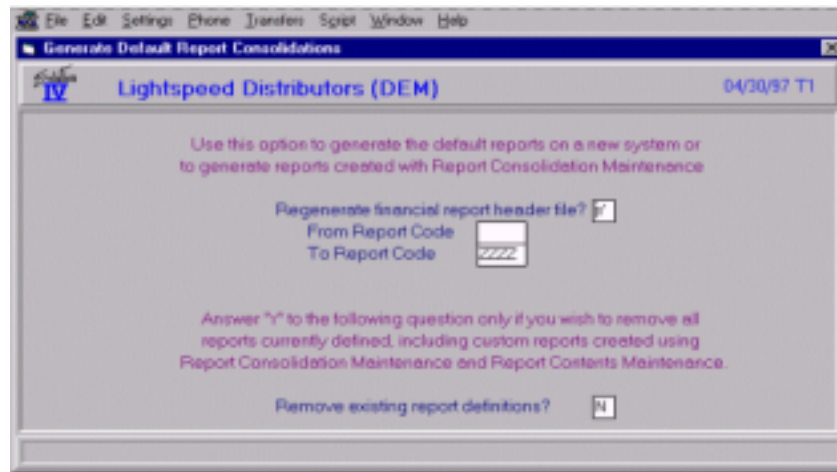 File Edit Settings Phone Transfers Script Window Help
Generate Default Report Consolidations
IV
Lightspeed Distributors (DEM)
04/30/97 T1
Use this option to generate the default reports on a new system or
to generate reports created with Report Consolidation Maintenance
Regenerate financial report header file?
From Report Code
To Report Code ZZZZ
Answer "Y" to the following question only if you wish to remove all
reports currently defined, including custom reports created using
Report Consolidation Maintenance and Report Contents Maintenance.
Remove existing report definitions? N